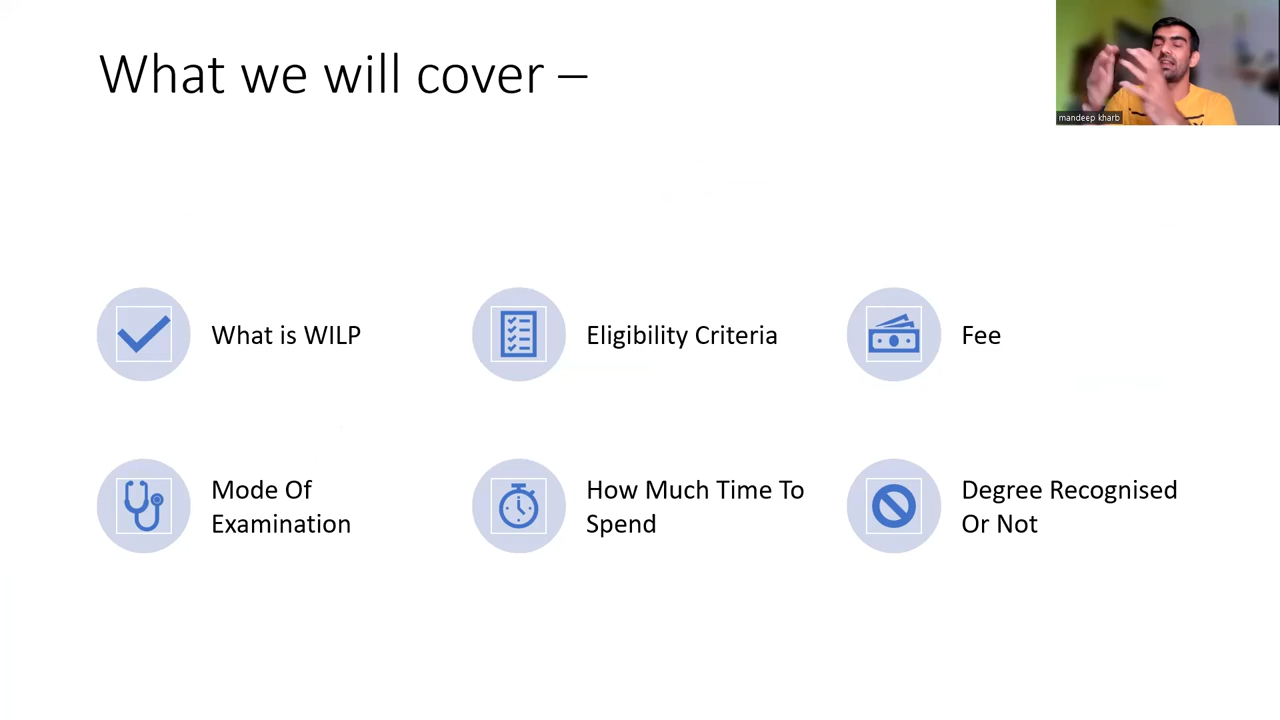 What we will cover –
mandeep kharb
What is WILP
Eligibility Criteria
Fee
Mode Of
Examination
How Much Time To
Spend
Degree Recognised
Or Not